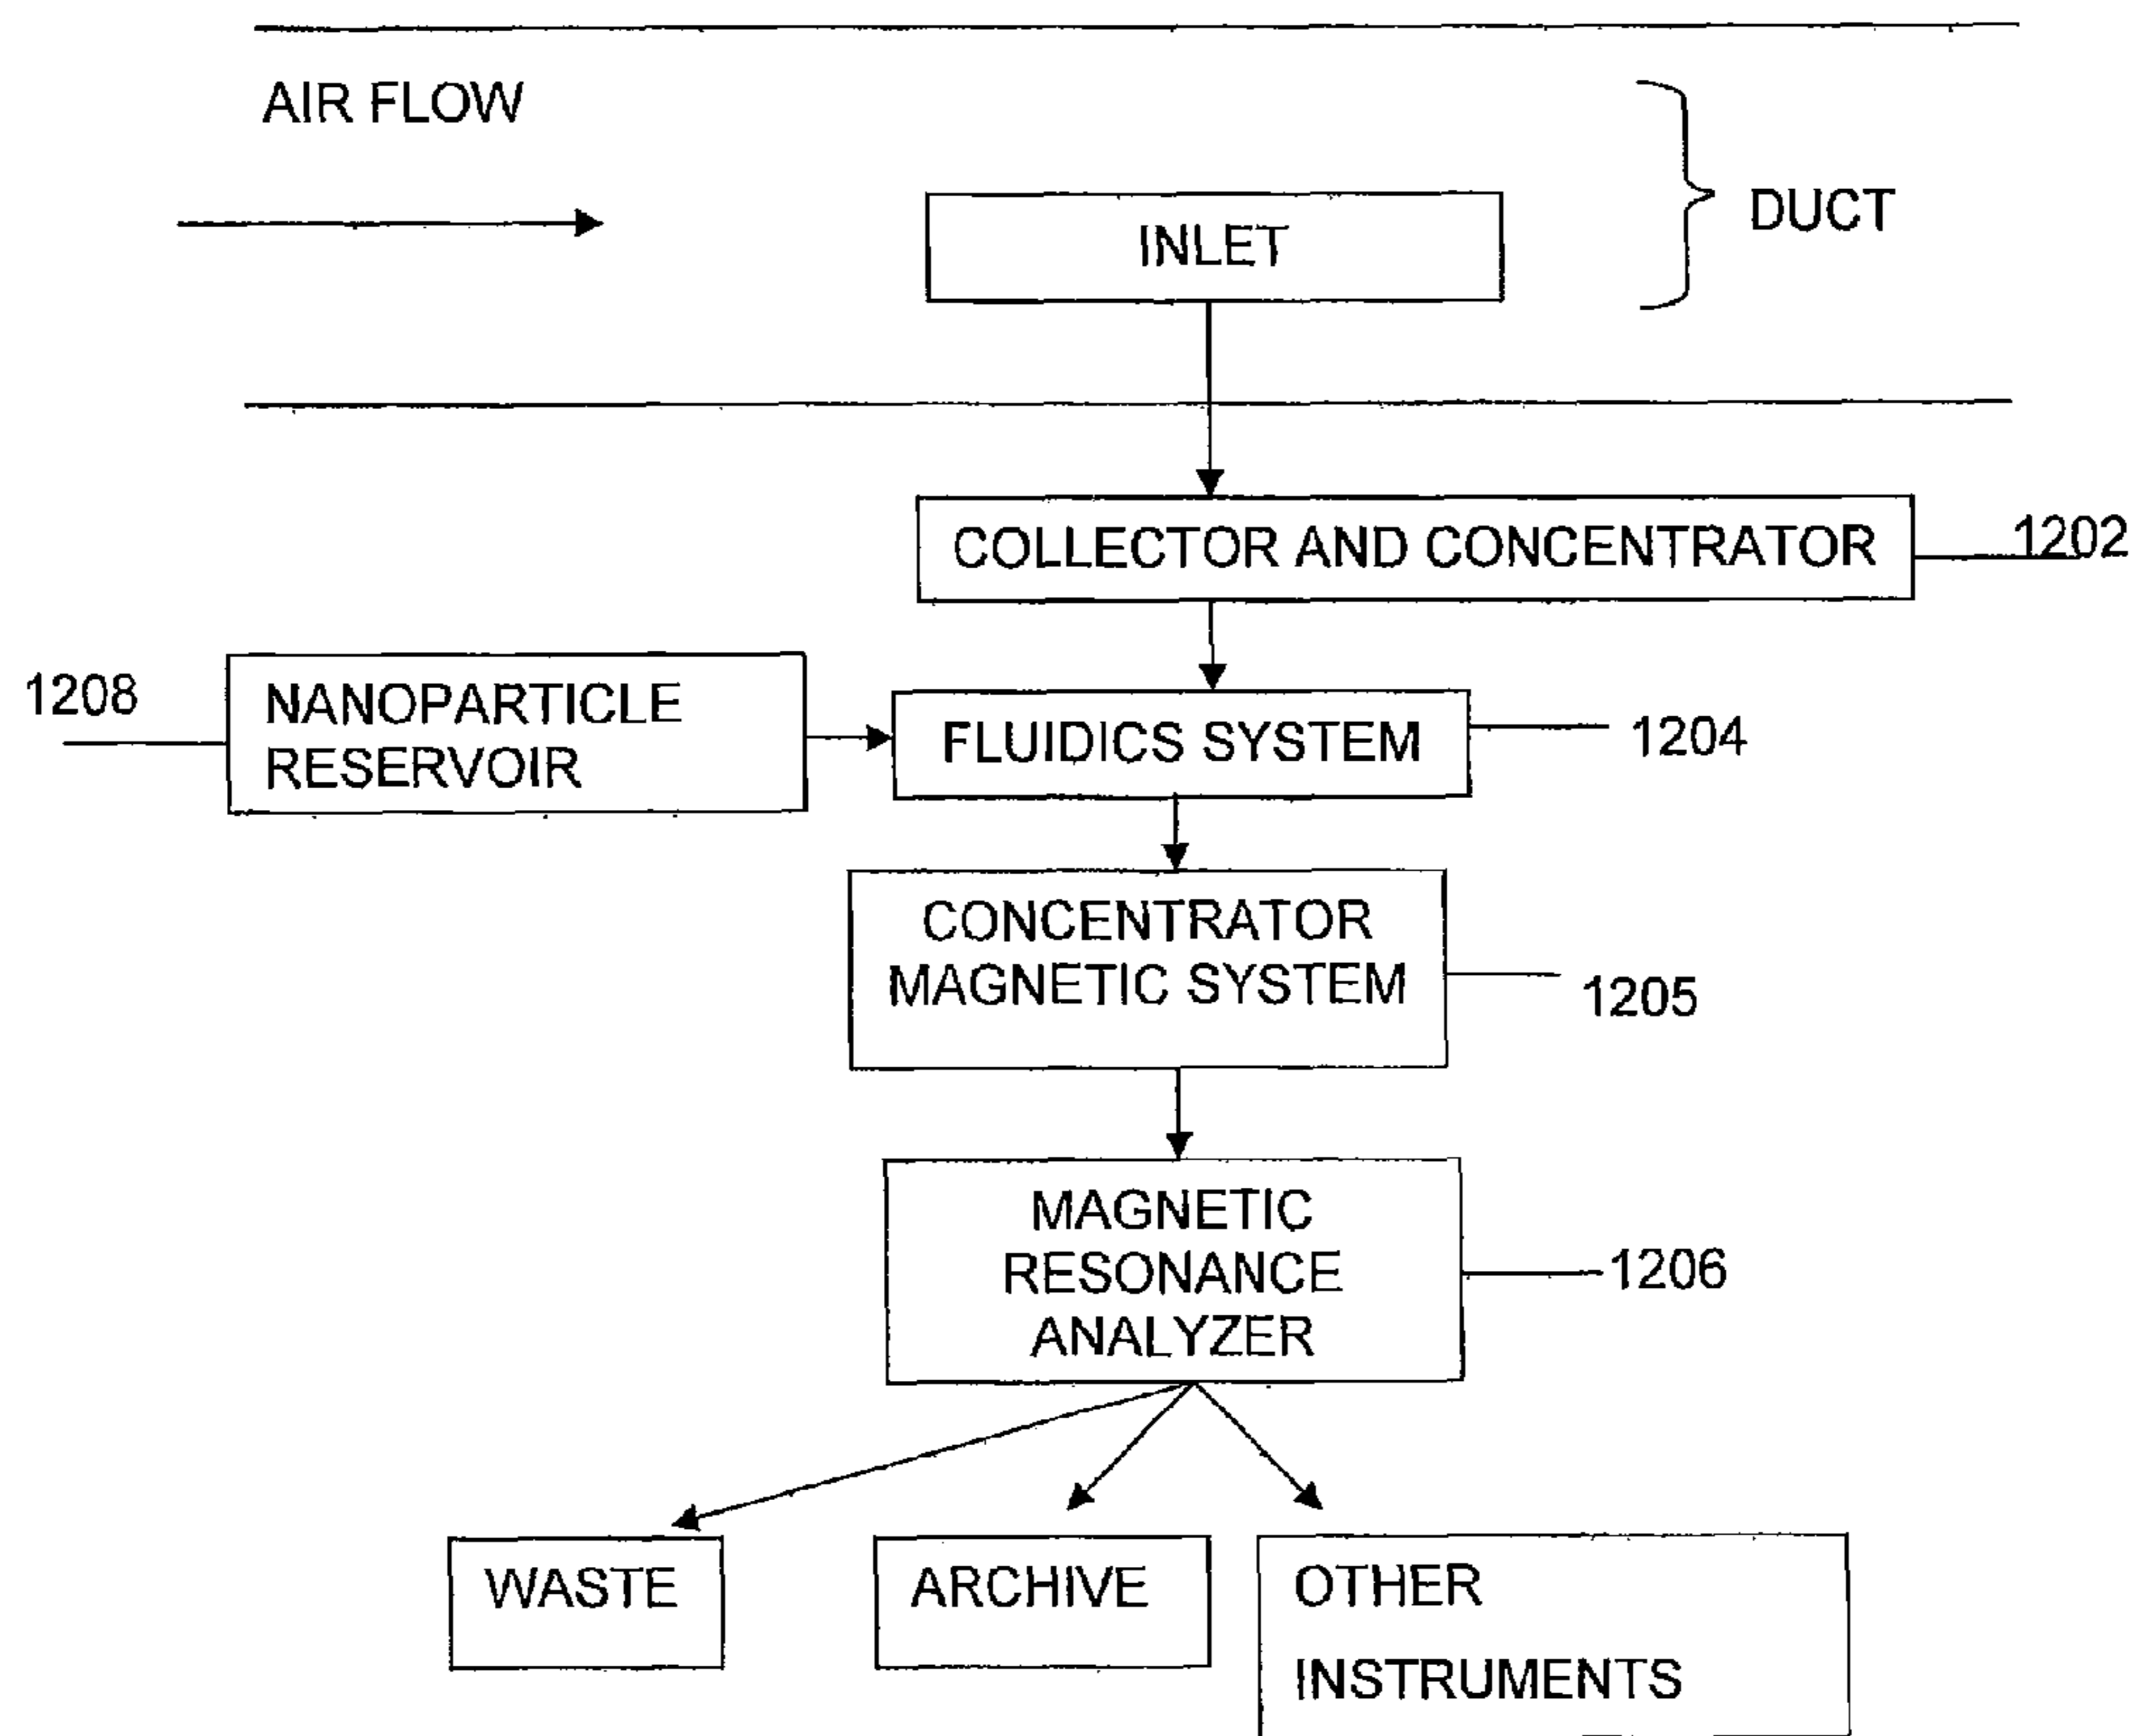 AIR FLOW
DUCT
INLET
COLLECTOR AND CONCENTRATOR
1202
1208
NANOPARTICLE
RESERVOIR
FLUIDICS SYSTEM
1204
CONCENTRATOR
MAGNETIC SYSTEM
1205
MAGNETIC
RESONANCE
ANALYZER
1206
WASTE
ARCHIVE
OTHER
INSTRUMENTS